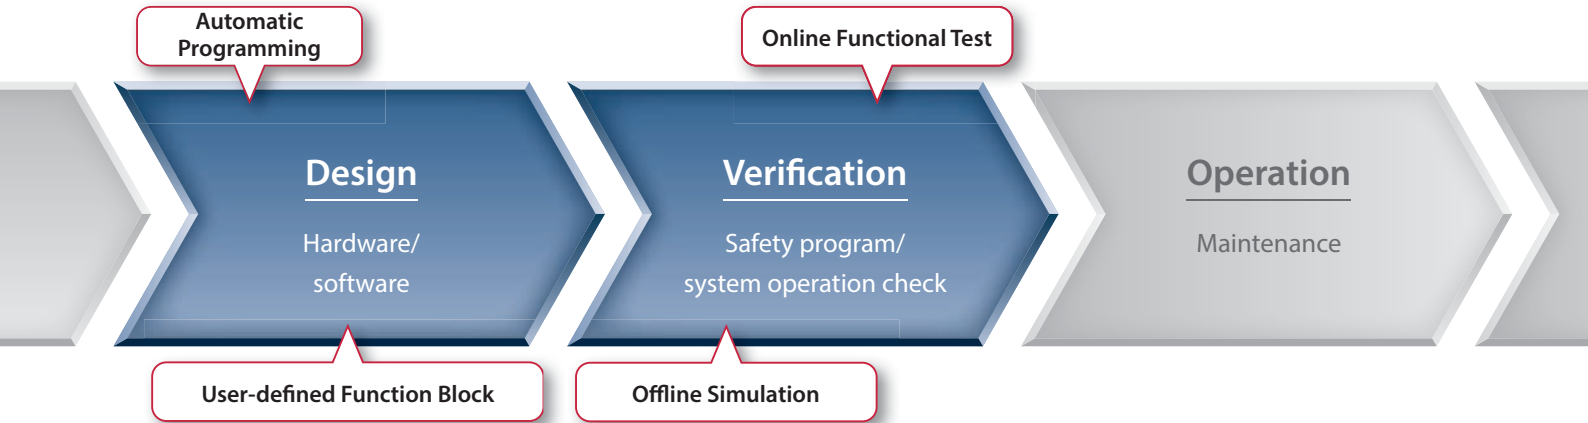 Automatic
Programming
Online Functional Test
Design
Hardware/
software
Verification
Safety program/
system operation check
Operation
Maintenance
User-defined Function Block
Offline Simulation